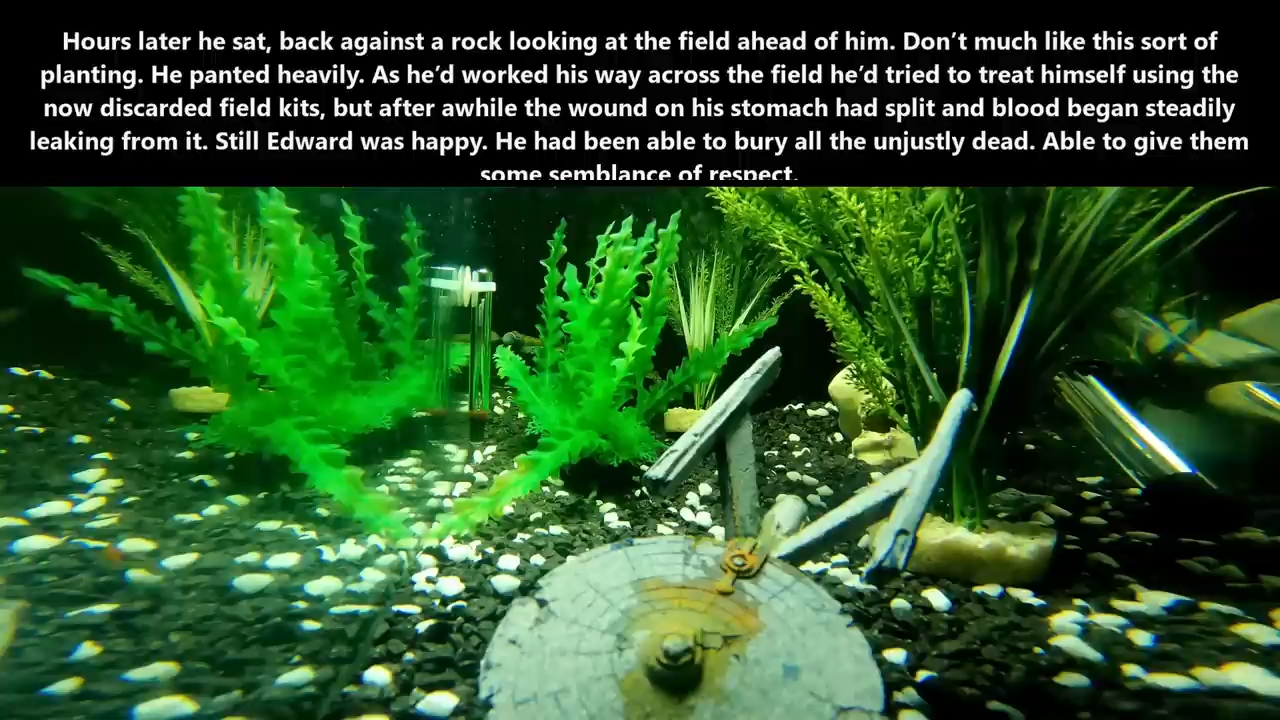 Hours later he sat, back against a rock looking at the field ahead of him. Don’t much like this sort of
planting. He panted heavily. As he’d worked his way across the field he’d tried to treat himself using the
now discarded field kits, but after awhile the wound on his stomach had split and blood began steadily
leaking from it. Still Edward was happy. He had been able to bury all the unjustly dead. Able to give them
some semblance of respect.